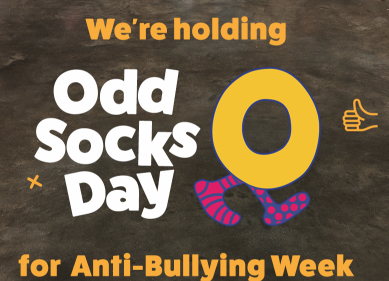 We're holding
Odd
Socks
Day
for Anti-Bullying Week